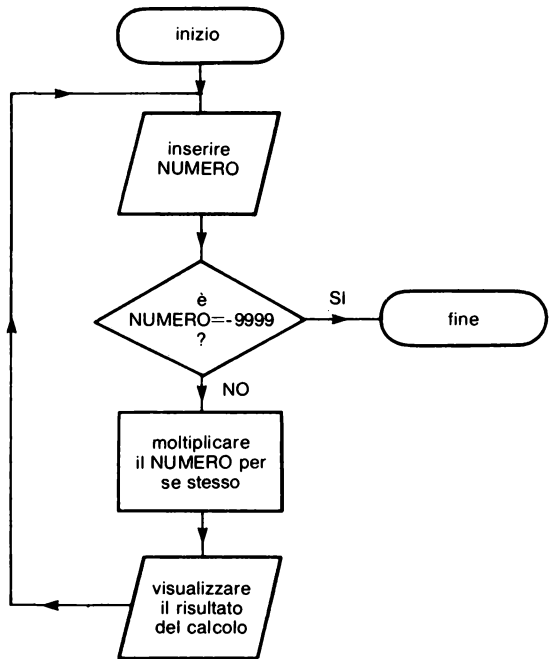 inizio
inserire
NUMERO
è
NUMERO=-9999
?
SI
fine
NO
moltiplicare
il NUMERO per
se stesso
visualizzare
il risultato
del calcolo